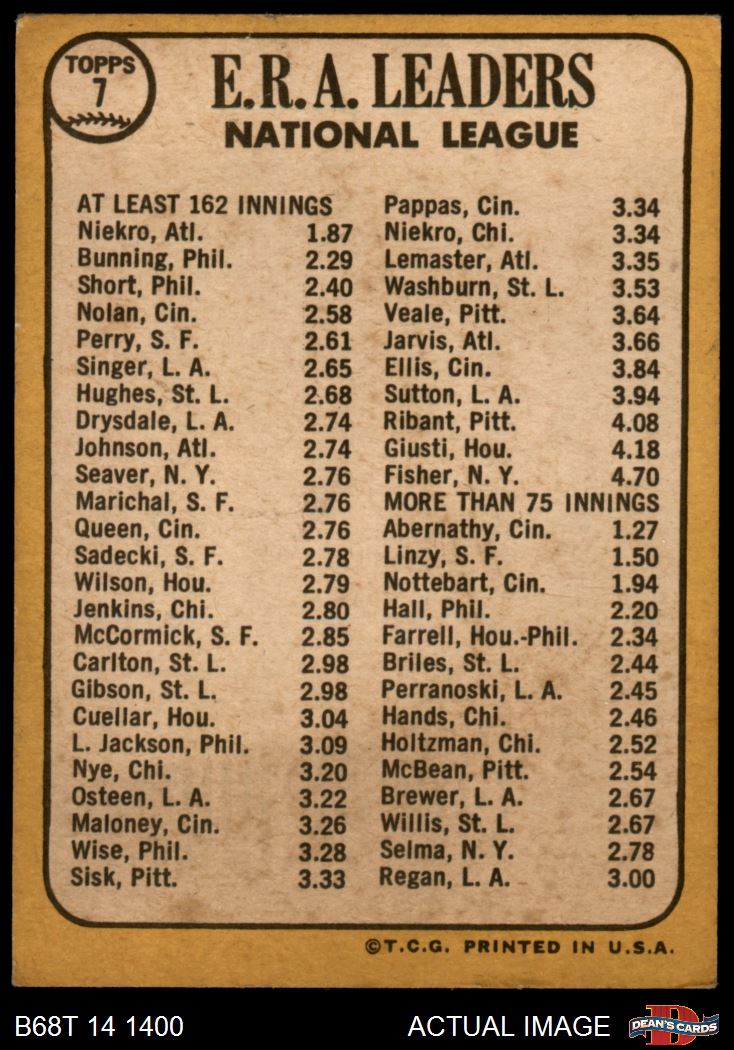 TOPPS
7
E.R.A. LEADERS
NATIONAL LEAGUE
AT LEAST 162 INNINGS
Niekro, Atl. 1.87
Bunning, Phil. 2.29
Short, Phil. 2.40
Nolan, Cin. 2.58
Perry, S. F. 2.61
Singer, L. A. 2.65
Hughes, St. L. 2.68
Drysdale, L. A. 2.74
Johnson, Atl. 2.74
Seaver, N. Y. 2.76
Marichal, S. F. 2.76
Queen, Cin. 2.76
Sadecki, S. F. 2.78
Wilson, Hou. 2.79
Jenkins, Chi. 2.80
McCormick, S. F. 2.85
Carlton, St. L. 2.98
Gibson, St. L. 2.98
Cuellar, Hou. 3.04
L. Jackson, Phil. 3.09
Nye, Chi. 3.20
Osteen, L. A. 3.22
Maloney, Cin. 3.26
Wise, Phil. 3.28
Sisk, Pitt. 3.33
Pappas, Cin. 3.34
Niekro, Chi. 3.34
Lemaster, Atl. 3.35
Washburn, St. L. 3.53
Veale, Pitt. 3.64
Jarvis, Atl. 3.66
Ellis, Cin. 3.84
Sutton, L. A. 3.94
Ribant, Pitt. 4.08
Giusti, Hou. 4.18
Fisher, N. Y. 4.70
MORE THAN 75 INNINGS
Abernathy, Cin. 1.27
Linzy, S. F. 1.50
Nottebart, Cin. 1.94
Hall, Phil. 2.20
Farrell, Hou.-Phil. 2.34
Briles, St. L. 2.44
Perranoski, L. A. 2.45
Hands, Chi. 2.46
Holtzman, Chi. 2.52
McBean, Pitt. 2.54
Brewer, L. A. 2.67
Willis, St. L. 2.67
Selma, N. Y. 2.78
Regan, L. A. 3.00
©T.C.G. PRINTED IN U.S.A.
B68T 14 1400 ACTUAL IMAGE
D
DEAN'S CARDS